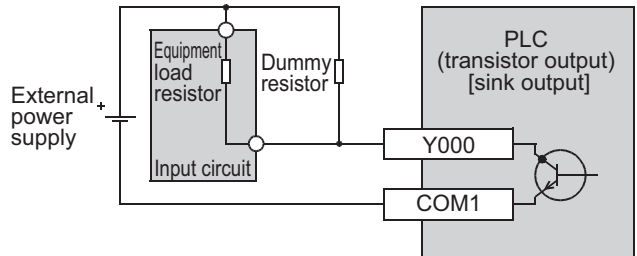 External
power
supply
+
Equipment
load
resistor
Input circuit
Dummy
resistor
PLC
(transistor output)
[sink output]
Y000
COM1